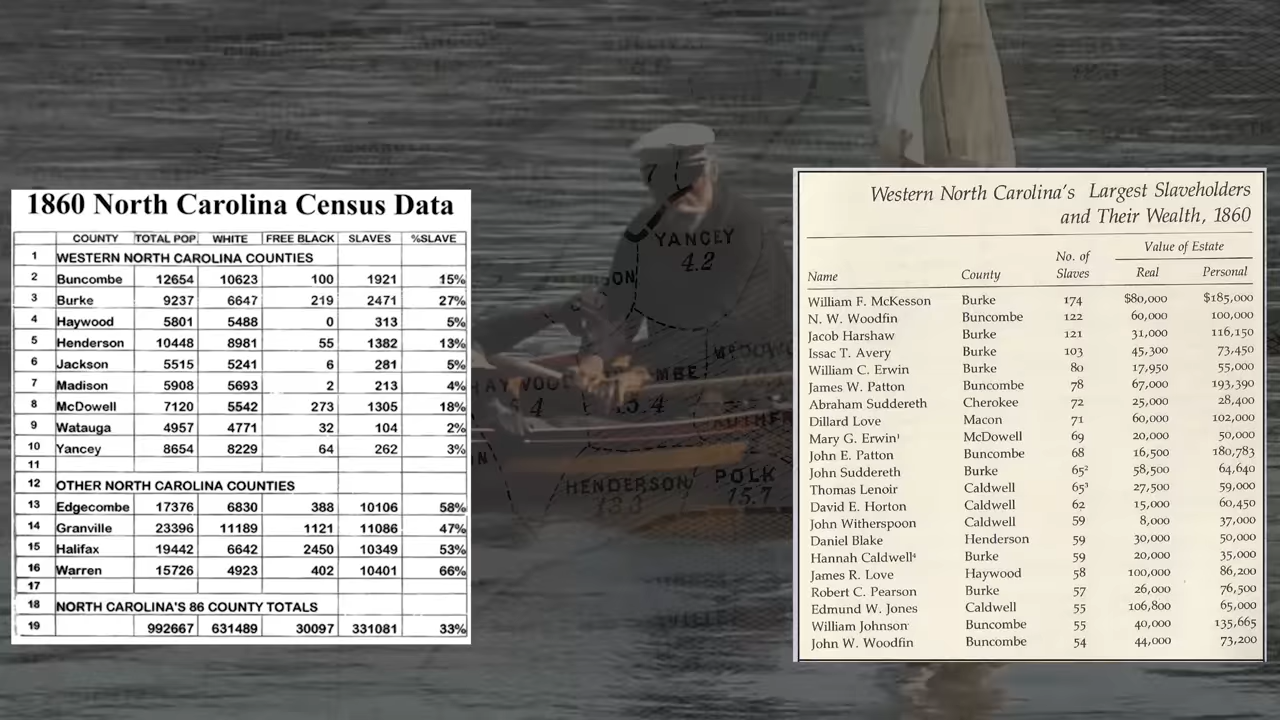 1860 North Carolina Census Data
COUNTY TOTAL POP. WHITE FREE BLACK SLAVES %SLAVE
1 WESTERN NORTH CAROLINA COUNTIES
2 Buncombe 12654 10623 100 1921 15%
3 Burke 9237 6647 219 2471 27%
4 Haywood 5801 5488 0 313 5%
5 Henderson 10448 8981 55 1382 13%
6 Jackson 5515 5241 6 281 5%
7 Madison 5908 5693 2 213 4%
8 McDowell 7120 5542 273 1305 18%
9 Watauga 4957 4771 32 104 2%
10 Yancey 8654 8229 64 262 3%
11
12 OTHER NORTH CAROLINA COUNTIES
13 Edgecombe 17376 6830 388 10106 58%
14 Granville 23396 11189 1121 11086 47%
15 Halifax 19442 6642 2450 10349 53%
16 Warren 15726 4923 402 10401 66%
17
18 NORTH CAROLINA'S 86 COUNTY TOTALS
19 992667 631489 30097 331081 33%
YANCEY
4.2
HENDERSON
13.3
POLK
15.7
Western North Carolina's Largest Slaveholders
and Their Wealth, 1860
Value of Estate
Name County No. of Slaves Real Personal
William F. McKesson Burke 174 $80,000 $185,000
N. W. Woodfin Buncombe 122 60,000 100,000
Jacob Harshaw Burke 121 31,000 116,150
Issac T. Avery Burke 103 45,300 73,450
William C. Erwin Burke 80 17,950 55,000
James W. Patton Buncombe 78 67,000 193,390
Abraham Suddereth Cherokee 72 25,000 28,400
Dillard Love Macon 71 60,000 102,000
Mary G. Erwin¹ McDowell 69 20,000 50,000
John E. Patton Buncombe 68 16,500 180,783
John Suddereth Burke 65² 58,500 64,640
Thomas Lenoir Caldwell 65³ 27,500 59,000
David E. Horton Caldwell 62 15,000 60,450
John Witherspoon Caldwell 59 8,000 37,000
Daniel Blake Henderson 59 30,000 50,000
Hannah Caldwell⁴ Burke 59 20,000 35,000
James R. Love Haywood 58 100,000 86,200
Robert C. Pearson Burke 57 26,000 76,500
Edmund W. Jones Caldwell 55 106,800 65,000
William Johnson Buncombe 55 40,000 135,665
John W. Woodfin Buncombe 54 44,000 73,200